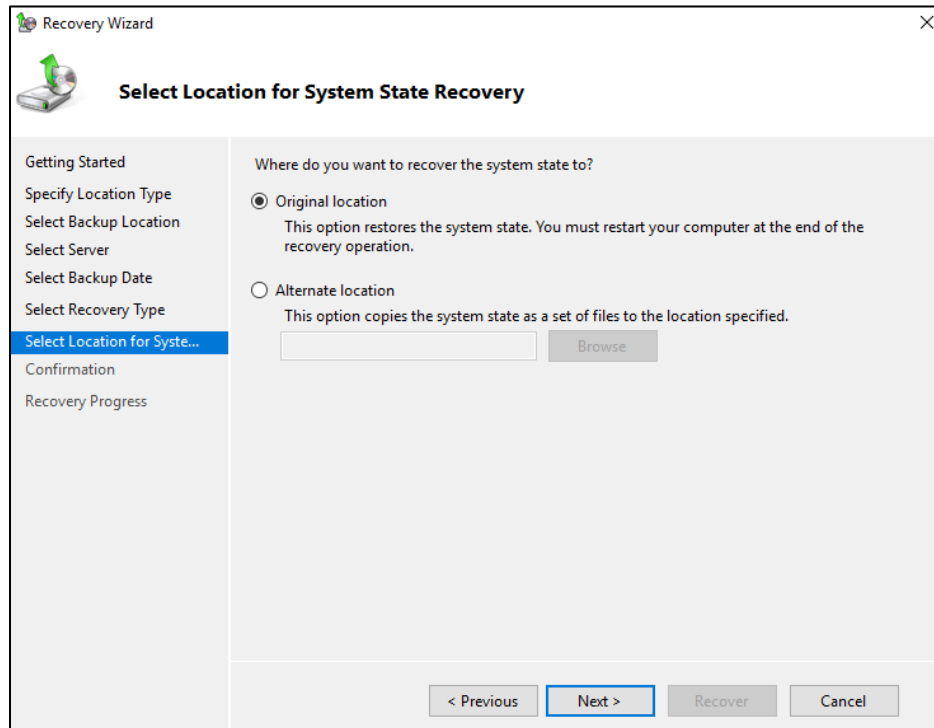 Recovery Wizard
Select Location for System State Recovery
Getting Started
Specify Location Type
Select Backup Location
Select Server
Select Backup Date
Select Recovery Type
Select Location for Syste...
Confirmation
Recovery Progress
Where do you want to recover the system state to?
Original location
This option restores the system state. You must restart your computer at the end of the
recovery operation.
Alternate location
This option copies the system state as a set of files to the location specified.
Browse
< Previous
Next >
Recover
Cancel